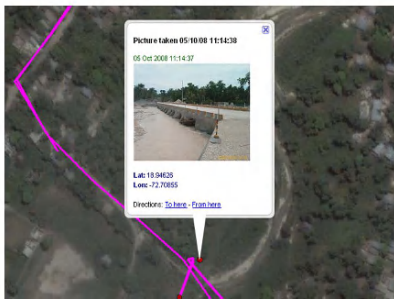 Picture taken 05/10/08 11:14:38
05 Oct 2008 11:14:37
Lat: 18.94626
Lon: -72.70855
Directions: To here - From here